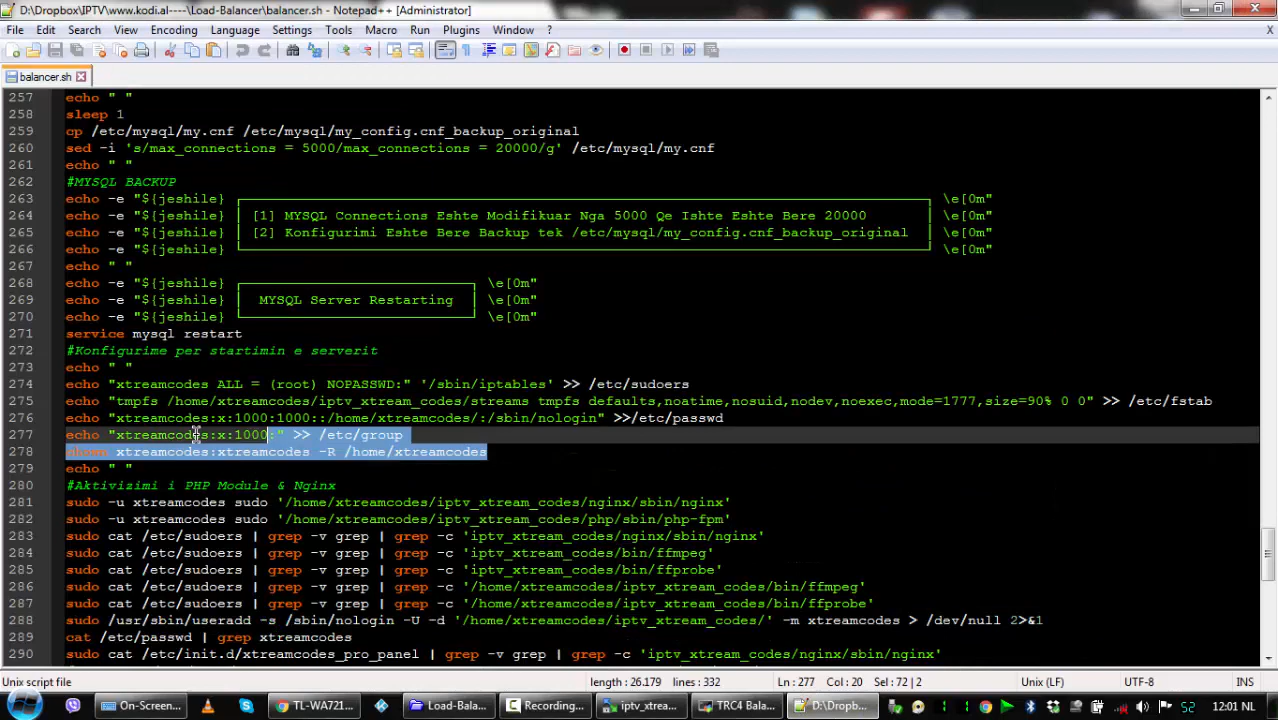 D:\Dropbox\IPTV\www.kodi.al----\Load-Balancer\balancer.sh - Notepad++ [Administrator]
File Edit Search View Encoding Language Settings Tools Macro Run Plugins Window ?
X
balancer.sh
257 echo " "
258 sleep 1
259 cp /etc/mysql/my.cnf /etc/mysql/my_config.cnf_backup_original
260 sed -i 's/max_connections = 5000/max_connections = 20000/g' /etc/mysql/my.cnf
261 echo " "
262 #MYSQL BACKUP
263 echo -e "${jeshile} ┌──────────┐ \e[0m"
264 echo -e "${jeshile} │ [1] MYSQL Connections Eshte Modifikuar Nga 5000 Qe Ishte Eshte Bere 20000 │ \e[0m"
265 echo -e "${jeshile} │ [2] Konfigurimi Eshte Bere Backup tek /etc/mysql/my_config.cnf_backup_original │ \e[0m"
266 echo -e "${jeshile} └──────────┘ \e[0m"
267 echo " "
268 echo -e "${jeshile} ┌──────────┐ \e[0m"
269 echo -e "${jeshile} │ MYSQL Server Restarting │ \e[0m"
270 echo -e "${jeshile} └──────────┘ \e[0m"
271 service mysql restart
272 #Konfigurime per startimin e serverit
273 echo " "
274 echo "xtreamcodes ALL = (root) NOPASSWD:" '/sbin/iptables' >> /etc/sudoers
275 echo "tmpfs /home/xtreamcodes/iptv_xtream_codes/streams tmpfs defaults,noatime,nosuid,nodev,noexec,mode=1777,size=90% 0 0" >> /etc/fstab
276 echo "xtreamcodes:x:1000:1000::/home/xtreamcodes/:/sbin/nologin" >>/etc/passwd
277 echo "xtreamcodes:x:1000:" >> /etc/group
278 chown xtreamcodes:xtreamcodes -R /home/xtreamcodes
279 echo " "
280 #Aktivizimi i PHP Module & Nginx
281 sudo -u xtreamcodes sudo '/home/xtreamcodes/iptv_xtream_codes/nginx/sbin/nginx'
282 sudo -u xtreamcodes sudo '/home/xtreamcodes/iptv_xtream_codes/php/sbin/php-fpm'
283 sudo cat /etc/sudoers | grep -v grep | grep -c 'iptv_xtream_codes/nginx/sbin/nginx'
284 sudo cat /etc/sudoers | grep -v grep | grep -c 'iptv_xtream_codes/bin/ffmpeg'
285 sudo cat /etc/sudoers | grep -v grep | grep -c 'iptv_xtream_codes/bin/ffprobe'
286 sudo cat /etc/sudoers | grep -v grep | grep -c '/home/xtreamcodes/iptv_xtream_codes/bin/ffmpeg'
287 sudo cat /etc/sudoers | grep -v grep | grep -c '/home/xtreamcodes/iptv_xtream_codes/bin/ffprobe'
288 sudo /usr/sbin/useradd -s /sbin/nologin -U -d '/home/xtreamcodes/iptv_xtream_codes/' -m xtreamcodes > /dev/null 2>&1
289 cat /etc/passwd | grep xtreamcodes
290 sudo cat /etc/init.d/xtreamcodes_pro_panel | grep -v grep | grep -c 'iptv_xtream_codes/nginx/sbin/nginx'
Unix script file length : 26.179 lines : 332 Ln : 277 Col : 20 Sel : 72 | 2 Unix (LF) UTF-8 INS
On-Screen... TL-WA721... Load-Bala... Recording... iptv_xtrea... TRC4 Bala... D:\Dropb... 52 12:01 NL